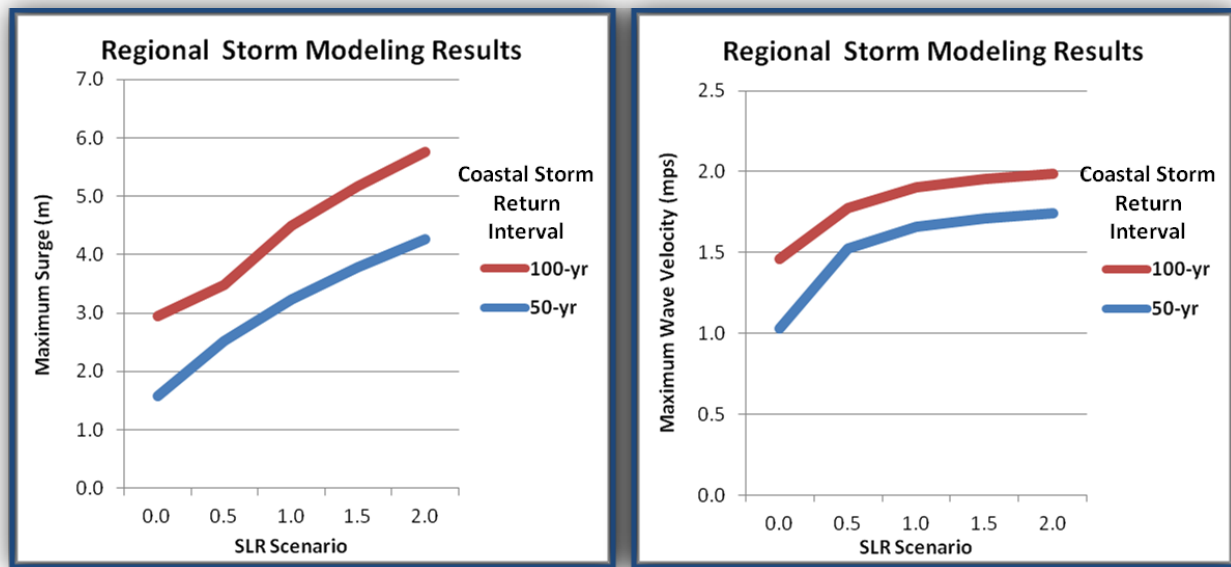 Regional  Storm Modeling Results
7.0
6.0
5.0
4.0
3.0
2.0
1.0
0.0
Maximum Surge (m)
0.0 0.5 1.0 1.5 2.0
SLR Scenario
Coastal Storm
Return
Interval
100-yr
50-yr
Regional  Storm Modeling Results
2.5
2.0
1.5
1.0
0.5
0.0
Maximum Wave Velocity (mps)
0.0 0.5 1.0 1.5 2.0
SLR Scenario
Coastal Storm
Return
Interval
100-yr
50-yr